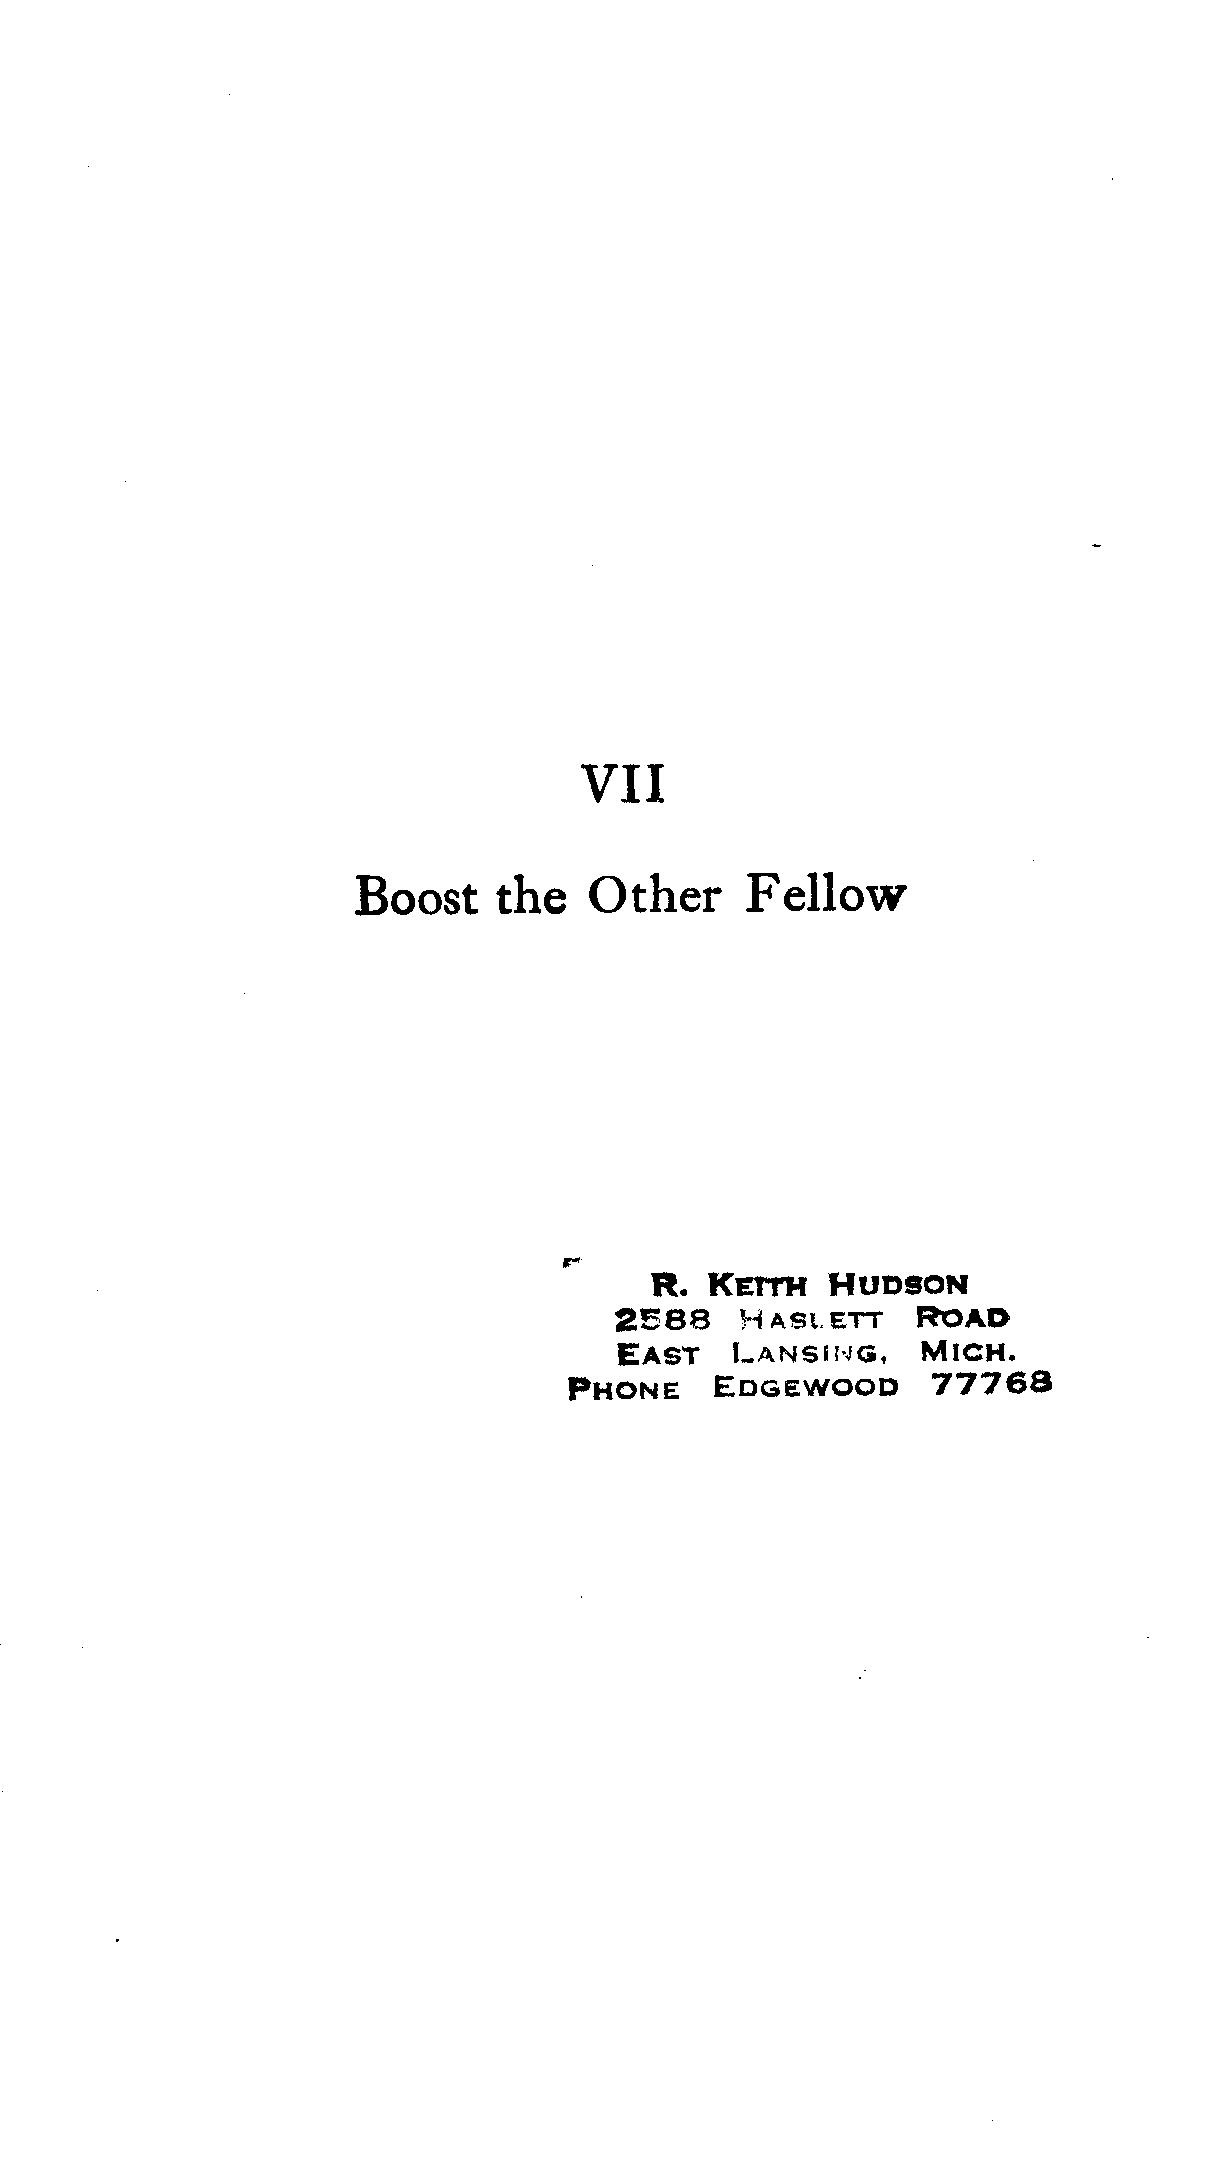 VII
Boost the Other Fellow
R. KEITH HUDSON
2588 HASLETT ROAD
EAST LANSING, MICH.
PHONE EDGEWOOD 77768